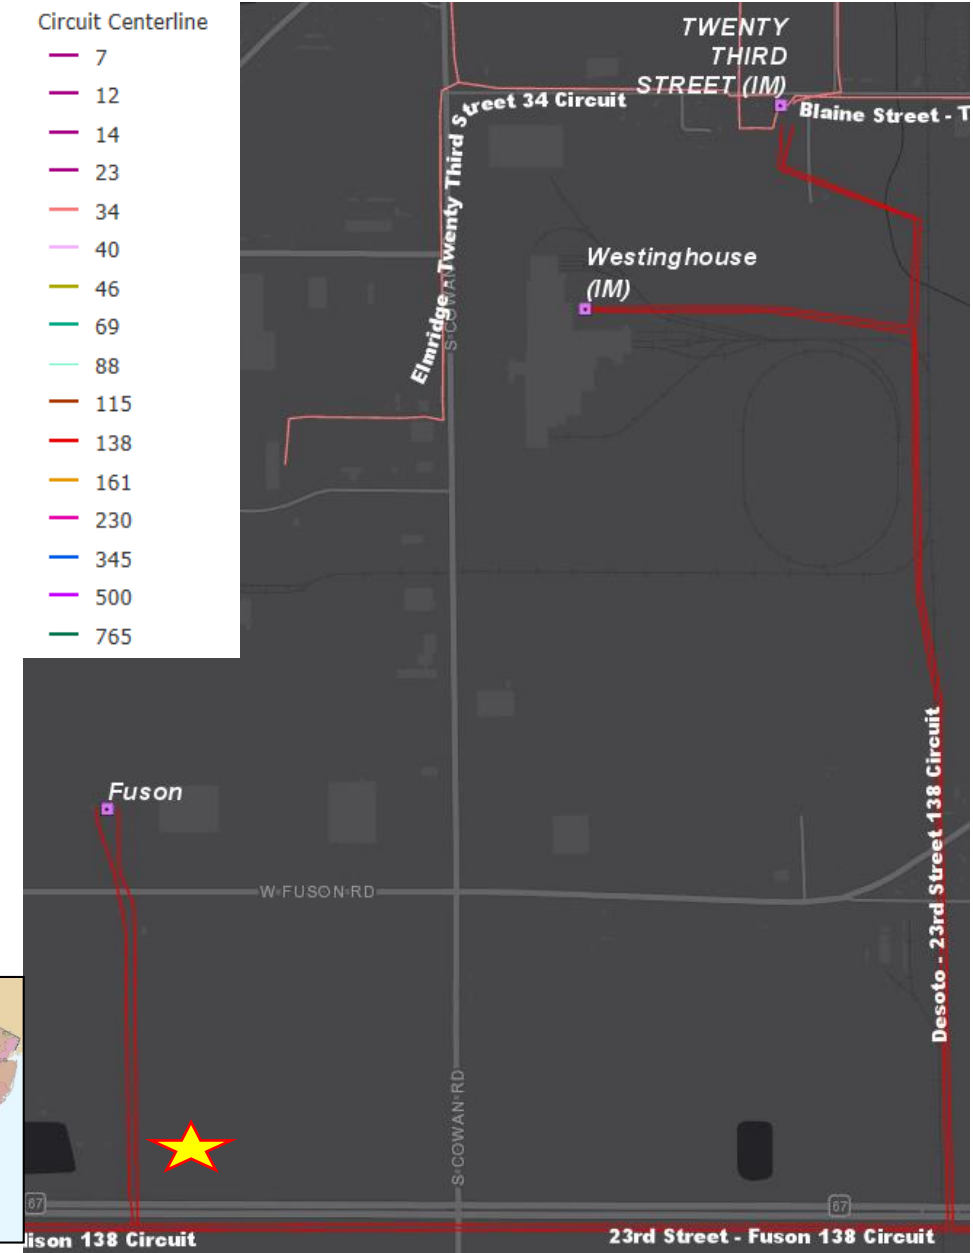 Circuit Centerline
7
12
14
23
34
40
46
69
88
115
138
161
230
345
500
765
TWENTY
THIRD
STREET (IM)
Elmridge - Twenty Third Street 34 Circuit
Blaine Street - T
S COWAN
Westinghouse
(IM)
Desoto - 23rd Street 138 Circuit
Fuson
W FUSON RD
S COWAN RD
67
67
lison 138 Circuit
23rd Street - Fuson 138 Circuit